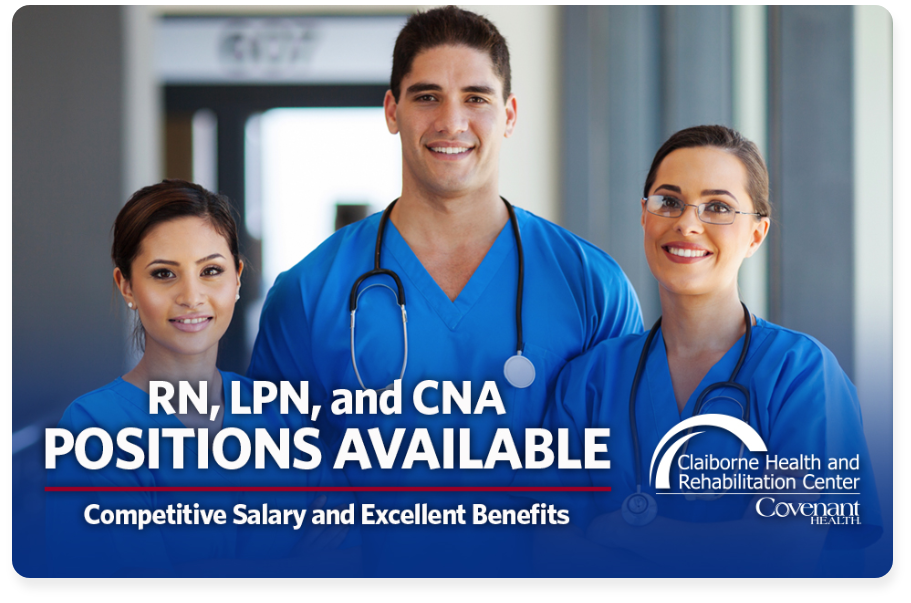 RN, LPN, and CNA
POSITIONS AVAILABLE
Competitive Salary and Excellent Benefits
Claiborne Health and
Rehabilitation Center
Covenant
HEALTH.